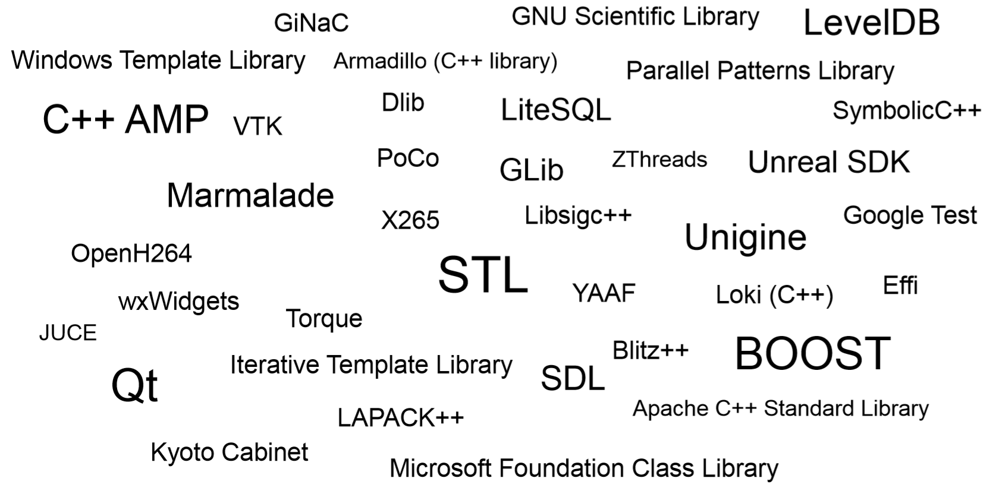 GiNaC
GNU Scientific Library
LevelDB
Windows Template Library
Armadillo (C++ library)
Parallel Patterns Library
C++ AMP
VTK
Dlib
LiteSQL
SymbolicC++
PoCo
GLib
ZThreads
Unreal SDK
Marmalade
X265
Libsigc++
Unigine
Google Test
OpenH264
STL
YAAF
Loki (C++)
Effi
wxWidgets
Torque
JUCE
Qt
Iterative Template Library
SDL
Blitz++
BOOST
LAPACK++
Apache C++ Standard Library
Kyoto Cabinet
Microsoft Foundation Class Library